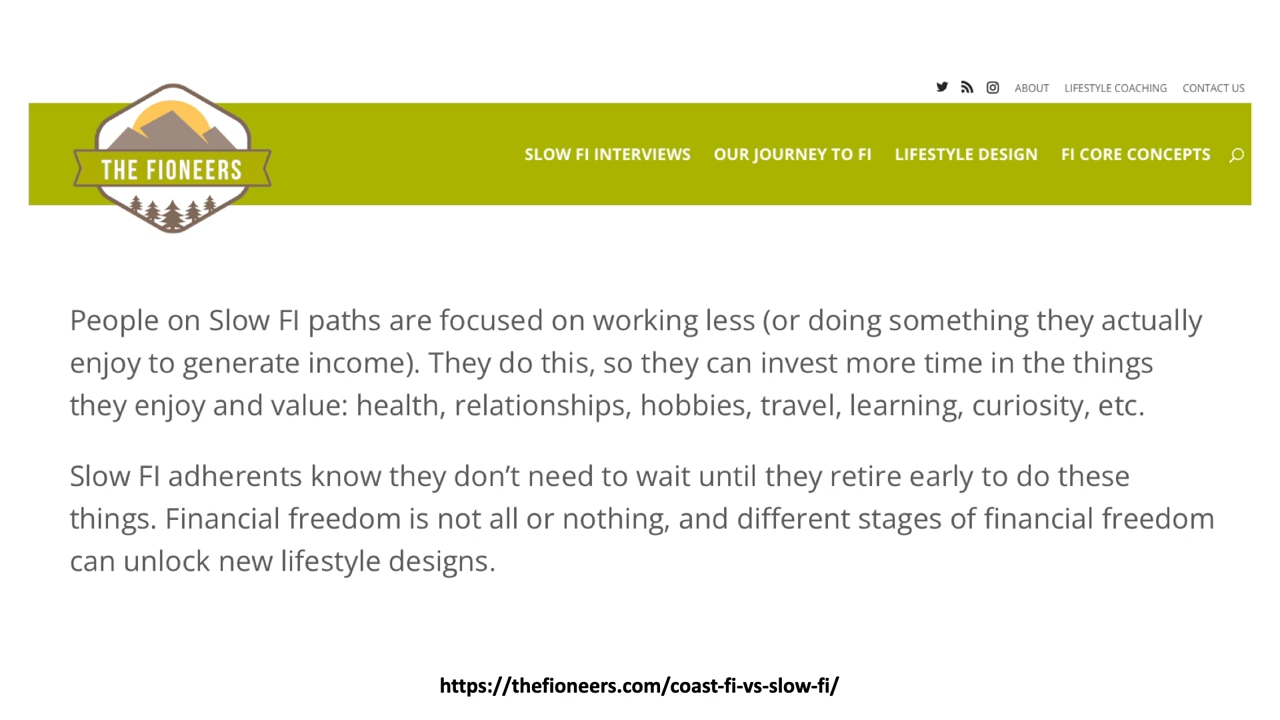 ABOUT LIFESTYLE COACHING CONTACT US
THE FIONEERS
SLOW FI INTERVIEWS OUR JOURNEY TO FI LIFESTYLE DESIGN FI CORE CONCEPTS
People on Slow FI paths are focused on working less (or doing something they actually
enjoy to generate income). They do this, so they can invest more time in the things
they enjoy and value: health, relationships, hobbies, travel, learning, curiosity, etc.
Slow FI adherents know they don’t need to wait until they retire early to do these
things. Financial freedom is not all or nothing, and different stages of financial freedom
can unlock new lifestyle designs.
https://thefioneers.com/coast-fi-vs-slow-fi/